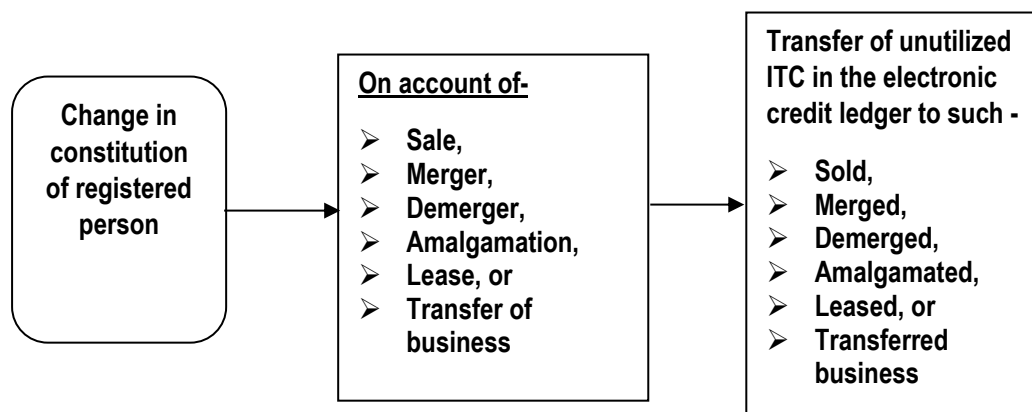 Change in
constitution
of registered
person
On account of-
➢ Sale,
➢ Merger,
➢ Demerger,
➢ Amalgamation,
➢ Lease, or
➢ Transfer of
business
Transfer of unutilized
ITC in the electronic
credit ledger to such -
➢ Sold,
➢ Merged,
➢ Demerged,
➢ Amalgamated,
➢ Leased, or
➢ Transferred
business